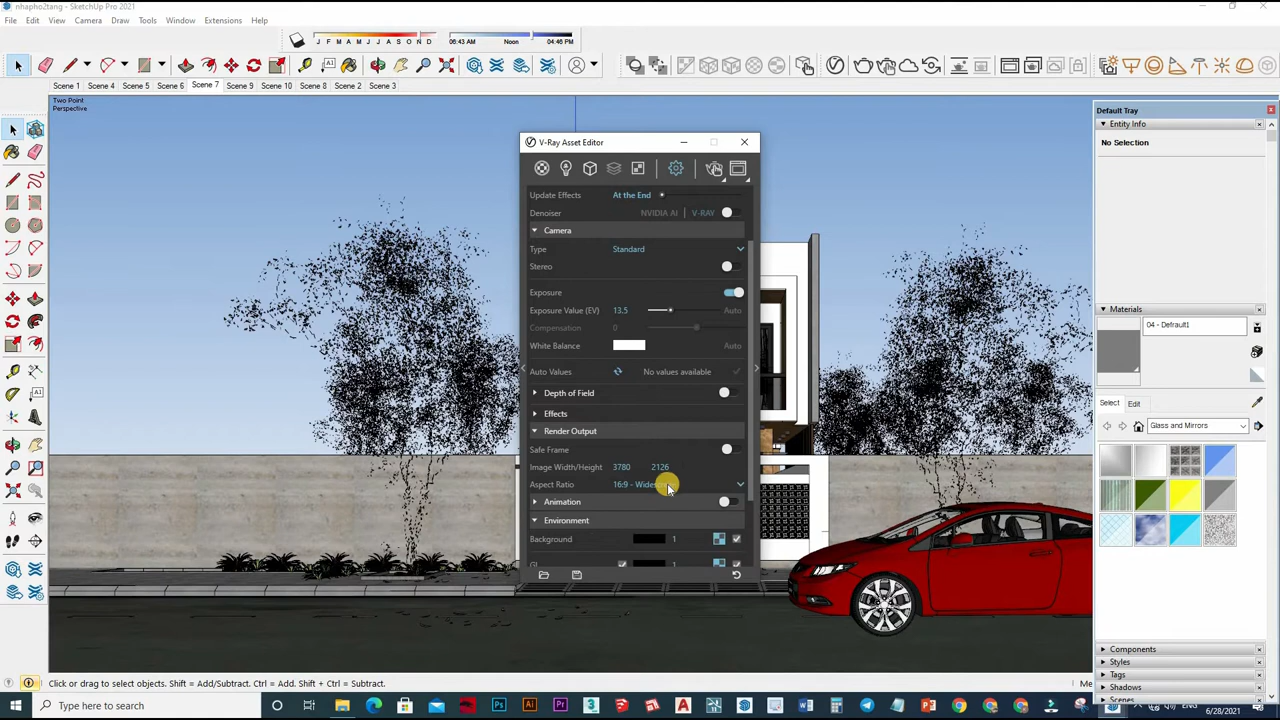 nhapho2tang - SketchUp Pro 2021
File Edit View Camera Draw Tools Window Extensions Help
J F M A M J J A S O N D 06:43 AM Noon 04:46 PM
Scene 1 Scene 4 Scene 5 Scene 6 Scene 7 Scene 9 Scene 10 Scene 8 Scene 2 Scene 3
Two Point
Perspective
V-Ray Asset Editor
Update Effects At the End
Denoiser NVIDIA AI | V-RAY
Camera
Type Standard
Stereo
Exposure
Exposure Value (EV) 13.5 Auto
Compensation 0
White Balance Auto
Auto Values No values available
Depth of Field
Effects
Render Output
Safe Frame
Image Width/Height 3780 2126
Aspect Ratio 16:9 -
Animation
Environment
Background 1
GI 1
Default Tray
Entity Info
No Selection
Materials
04 - Defrault1
Select Edit
Glass and Mirrors
Components
Styles
Tags
Shadows
Scenes
Click or drag to select objects. Shift = Add/Subtract. Ctrl = Add. Shift + Ctrl = Subtract.
Type here to search
ENG
6/28/2021